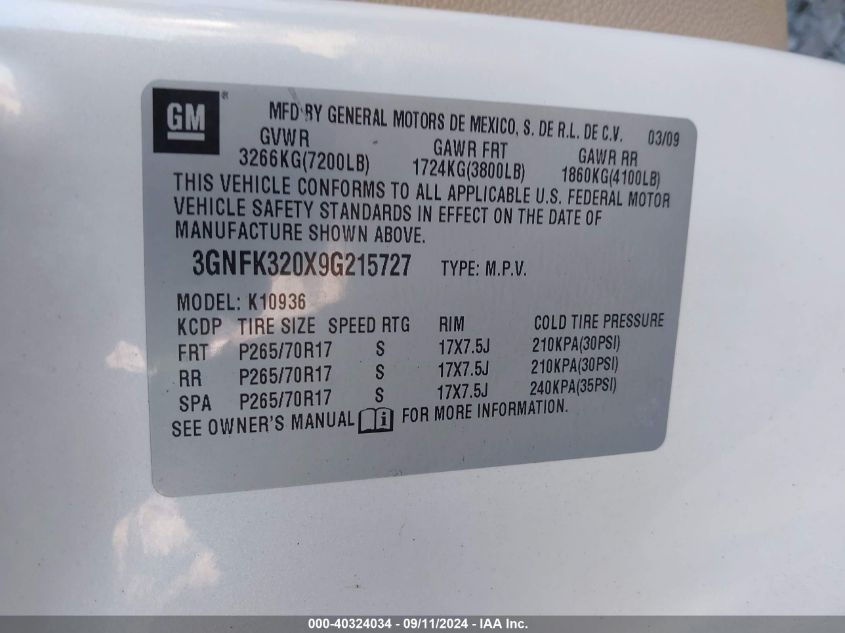 GM ® MFD BY GENERAL MOTORS DE MEXICO, S. DE R.L. DE C.V. 03/09
GVWR GAWR FRT GAWR RR
3266KG(7200LB) 1724KG(3800LB) 1860KG(4100LB)
THIS VEHICLE CONFORMS TO ALL APPLICABLE U.S. FEDERAL MOTOR
VEHICLE SAFETY STANDARDS IN EFFECT ON THE DATE OF
MANUFACTURE SHOWN ABOVE.
3GNFK320X9G215727 TYPE: M.P.V.
MODEL: K10936
KCDP TIRE SIZE SPEED RTG RIM COLD TIRE PRESSURE
FRT P265/70R17 S 17X7.5J 210KPA(30PSI)
RR P265/70R17 S 17X7.5J 210KPA(30PSI)
SPA P265/70R17 S 17X7.5J 240KPA(35PSI)
SEE OWNER'S MANUAL i FOR MORE INFORMATION.
000-40324034 - 09/11/2024 - IAA Inc.